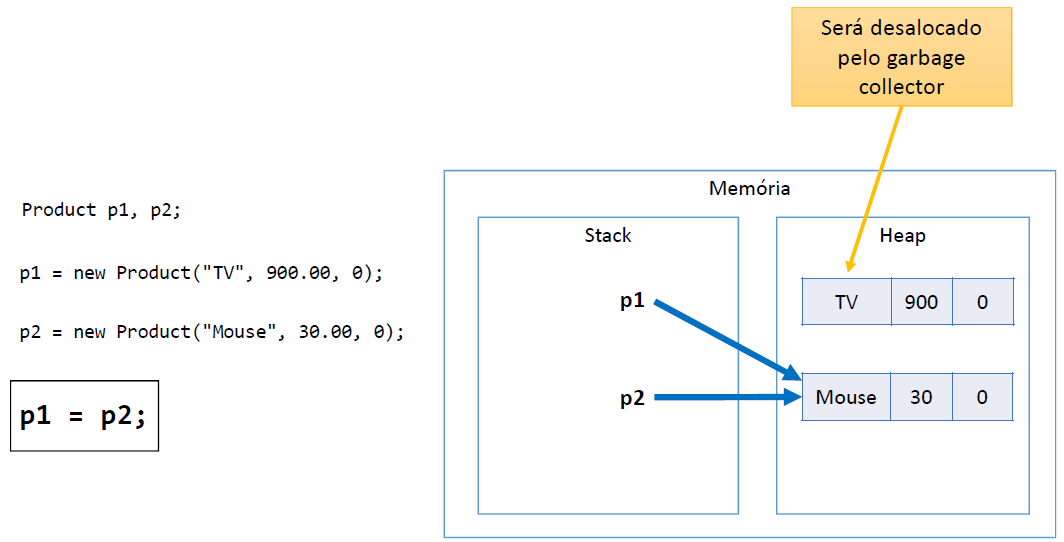 Será desalocado
pelo garbage
collector
Memória
Product p1, p2;
Stack
Heap
p1 = new Product("TV", 900.00, 0);
p1
TV 900 0
p2 = new Product("Mouse", 30.00, 0);
p2
Mouse 30 0
p1 = p2;